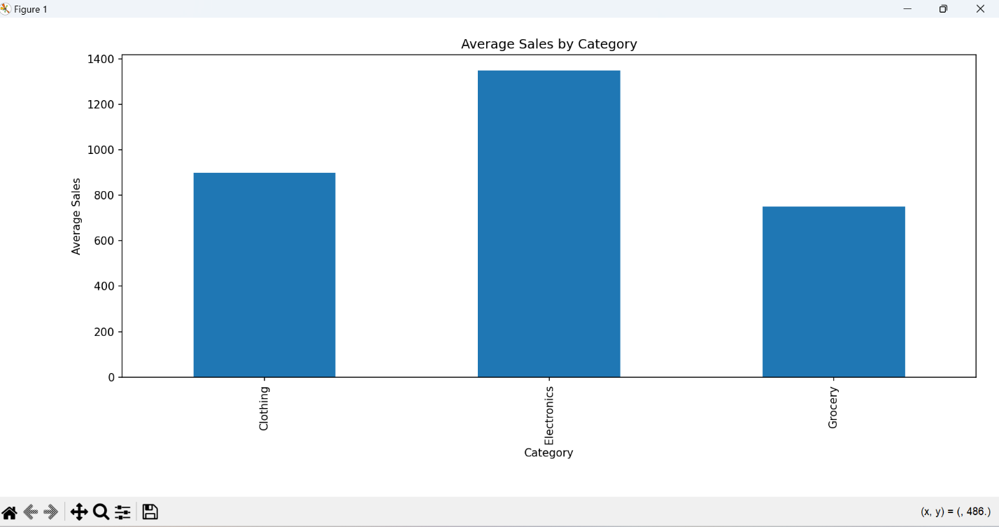 Figure 1
Average Sales by Category
1400
1200
1000
800
600
400
200
0
Average Sales
Clothing
Electronics
Grocery
Category
(x, y) = (, 486.)